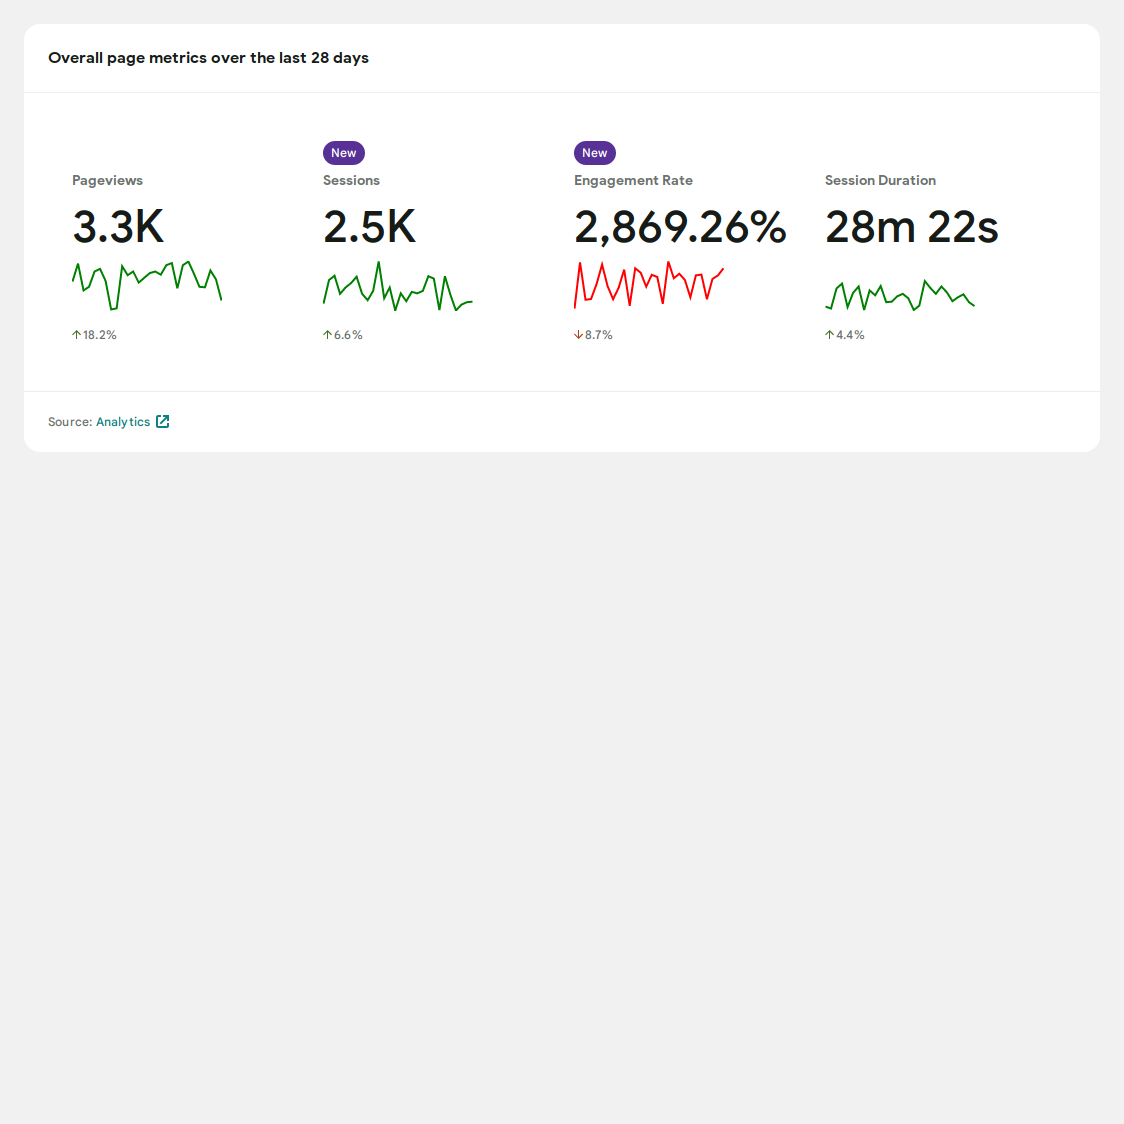 Overall page metrics over the last 28 days
New
New
Pageviews
Sessions
Engagement Rate
Session Duration
3.3K
2.5K
2,869.26%
28m 22s
18.2%
6.6%
8.7%
4.4%
Source: Analytics